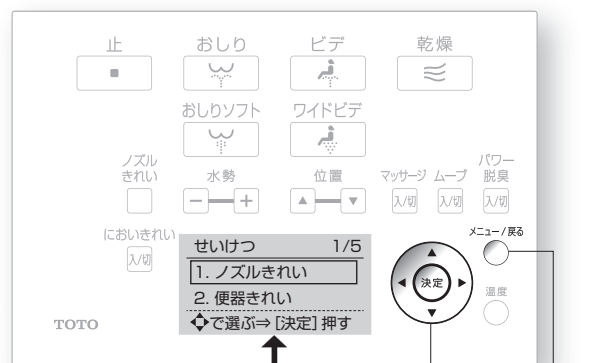 止
おしり
ビデ
乾燥
おしりソフト
ワイドビデ
ノズル
きれい
水勢
位置
マッサージ
ムーブ
パワー
脱臭
入/切
入/切
入/切
においきれい
入/切
メニュー/戻る
せいけつ 1/5
1. ノズルきれい
2. 便器きれい
で選ぶ⇒[決定]押す
決定
温度
TOTO